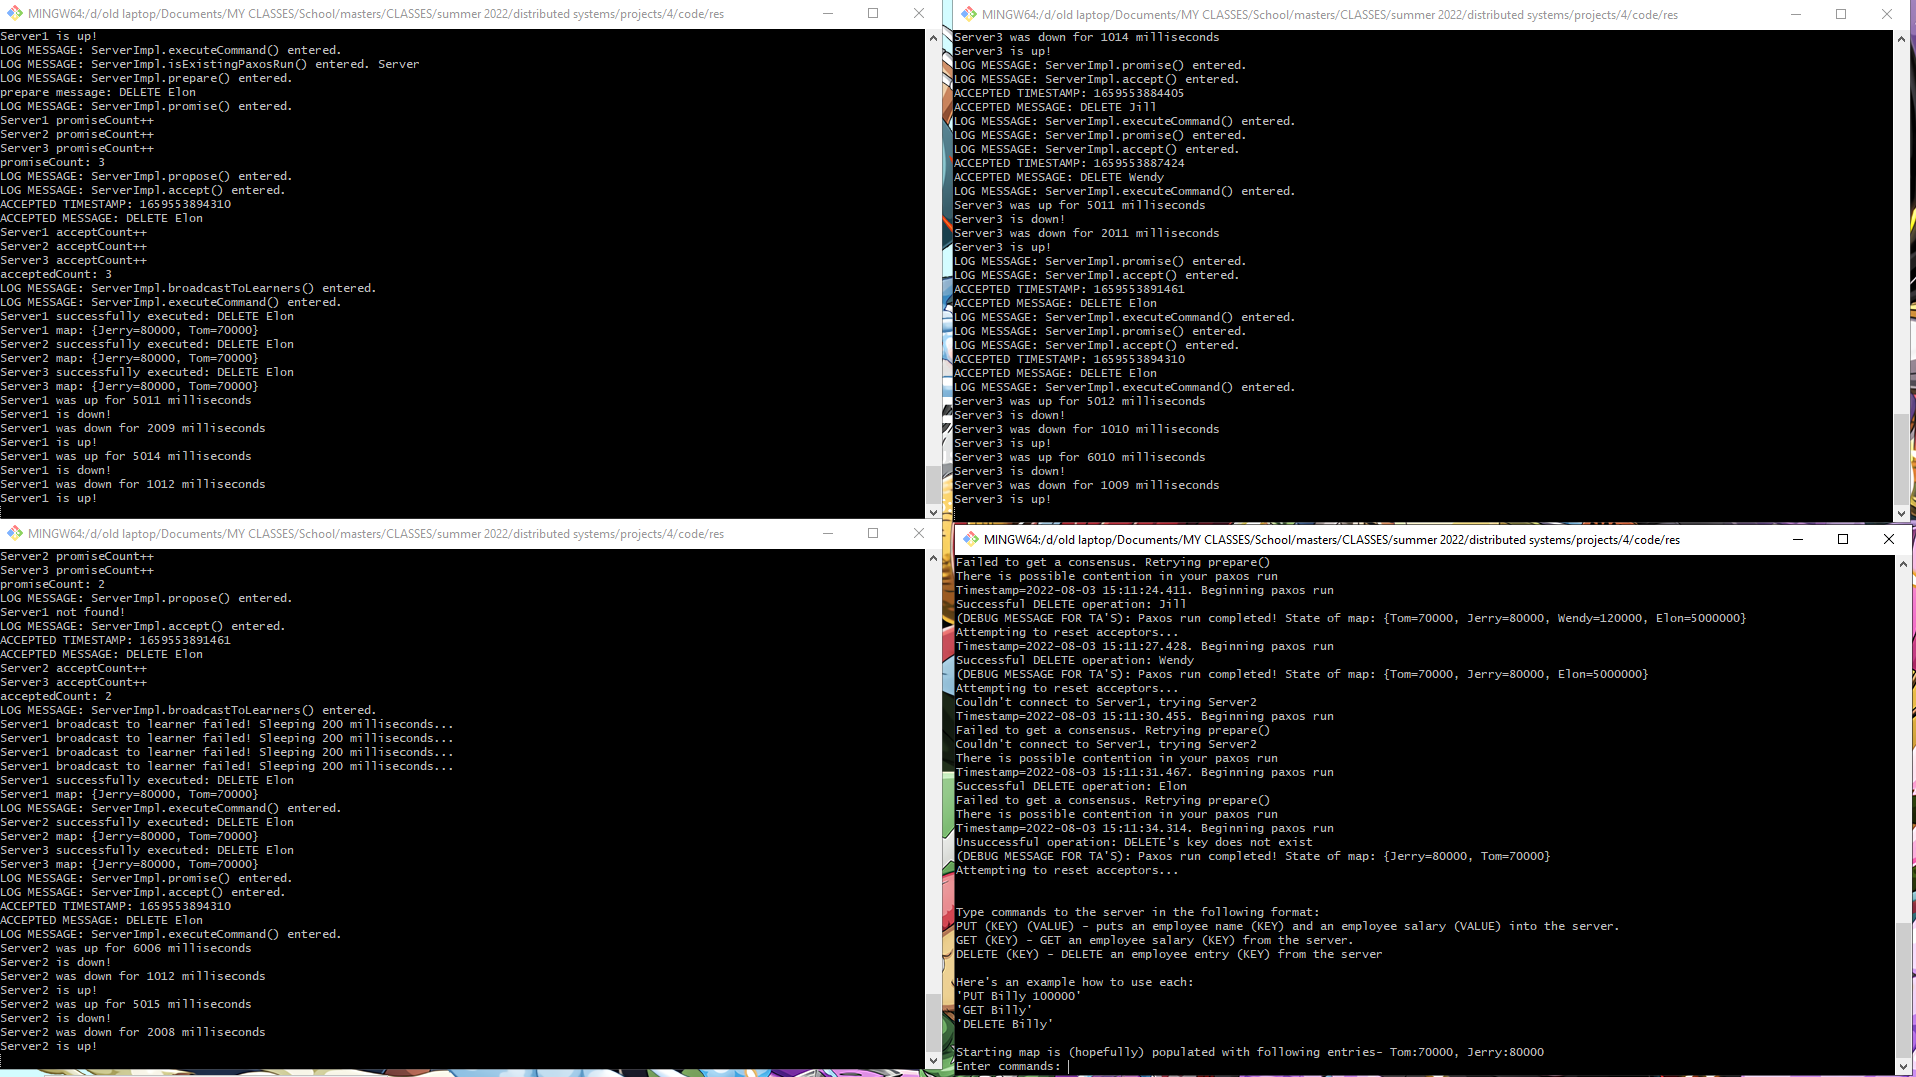 MINGW64:/d/old laptop/Documents/MY CLASSES/School/masters/CLASSES/summer 2022/distributed systems/projects/4/code/res
Server1 is up!
LOG MESSAGE: ServerImpl.executeCommand() entered.
LOG MESSAGE: ServerImpl.isExistingPaxosRun() entered. Server
LOG MESSAGE: ServerImpl.prepare() entered.
prepare message: DELETE Elon
LOG MESSAGE: ServerImpl.promise() entered.
Server1 promiseCount++
Server2 promiseCount++
Server3 promiseCount++
promiseCount: 3
LOG MESSAGE: ServerImpl.propose() entered.
LOG MESSAGE: ServerImpl.accept() entered.
ACCEPTED TIMESTAMP: 1659553894310
ACCEPTED MESSAGE: DELETE Elon
Server1 acceptCount++
Server2 acceptCount++
Server3 acceptCount++
acceptedCount: 3
LOG MESSAGE: ServerImpl.broadcastToLearners() entered.
LOG MESSAGE: ServerImpl.executeCommand() entered.
Server1 successfully executed: DELETE Elon
Server1 map: {Jerry=80000, Tom=70000}
Server2 successfully executed: DELETE Elon
Server2 map: {Jerry=80000, Tom=70000}
Server3 successfully executed: DELETE Elon
Server3 map: {Jerry=80000, Tom=70000}
Server1 was up for 5011 milliseconds
Server1 is down!
Server1 was down for 2009 milliseconds
Server1 is up!
Server1 was up for 5014 milliseconds
Server1 is down!
Server1 was down for 1012 milliseconds
Server1 is up!
MINGW64:/d/old laptop/Documents/MY CLASSES/School/masters/CLASSES/summer 2022/distributed systems/projects/4/code/res
Server3 was down for 1014 milliseconds
Server3 is up!
LOG MESSAGE: ServerImpl.promise() entered.
LOG MESSAGE: ServerImpl.accept() entered.
ACCEPTED TIMESTAMP: 1659553884405
ACCEPTED MESSAGE: DELETE Jill
LOG MESSAGE: ServerImpl.executeCommand() entered.
LOG MESSAGE: ServerImpl.promise() entered.
LOG MESSAGE: ServerImpl.accept() entered.
ACCEPTED TIMESTAMP: 1659553887424
ACCEPTED MESSAGE: DELETE Wendy
LOG MESSAGE: ServerImpl.executeCommand() entered.
Server3 was up for 5011 milliseconds
Server3 is down!
Server3 was down for 2011 milliseconds
Server3 is up!
LOG MESSAGE: ServerImpl.promise() entered.
LOG MESSAGE: ServerImpl.accept() entered.
ACCEPTED TIMESTAMP: 1659553891461
ACCEPTED MESSAGE: DELETE Elon
LOG MESSAGE: ServerImpl.executeCommand() entered.
LOG MESSAGE: ServerImpl.promise() entered.
LOG MESSAGE: ServerImpl.accept() entered.
ACCEPTED TIMESTAMP: 1659553894310
ACCEPTED MESSAGE: DELETE Elon
LOG MESSAGE: ServerImpl.executeCommand() entered.
Server3 was up for 5012 milliseconds
Server3 is down!
Server3 was down for 1010 milliseconds
Server3 is up!
Server3 was up for 6010 milliseconds
Server3 is down!
Server3 was down for 1009 milliseconds
Server3 is up!
MINGW64:/d/old laptop/Documents/MY CLASSES/School/masters/CLASSES/summer 2022/distributed systems/projects/4/code/res
Server2 promiseCount++
Server3 promiseCount++
promiseCount: 2
LOG MESSAGE: ServerImpl.propose() entered.
Server1 not found!
LOG MESSAGE: ServerImpl.accept() entered.
ACCEPTED TIMESTAMP: 1659553891461
ACCEPTED MESSAGE: DELETE Elon
Server2 acceptCount++
Server3 acceptCount++
acceptedCount: 2
LOG MESSAGE: ServerImpl.broadcastToLearners() entered.
Server1 broadcast to learner failed! Sleeping 200 milliseconds...
Server1 broadcast to learner failed! Sleeping 200 milliseconds...
Server1 broadcast to learner failed! Sleeping 200 milliseconds...
Server1 broadcast to learner failed! Sleeping 200 milliseconds...
Server1 successfully executed: DELETE Elon
Server1 map: {Jerry=80000, Tom=70000}
LOG MESSAGE: ServerImpl.executeCommand() entered.
Server2 successfully executed: DELETE Elon
Server2 map: {Jerry=80000, Tom=70000}
Server3 successfully executed: DELETE Elon
Server3 map: {Jerry=80000, Tom=70000}
LOG MESSAGE: ServerImpl.promise() entered.
LOG MESSAGE: ServerImpl.accept() entered.
ACCEPTED TIMESTAMP: 1659553894310
ACCEPTED MESSAGE: DELETE Elon
LOG MESSAGE: ServerImpl.executeCommand() entered.
Server2 was up for 6006 milliseconds
Server2 is down!
Server2 was down for 1012 milliseconds
Server2 is up!
Server2 was up for 5015 milliseconds
Server2 is down!
Server2 was down for 2008 milliseconds
Server2 is up!
MINGW64:/d/old laptop/Documents/MY CLASSES/School/masters/CLASSES/summer 2022/distributed systems/projects/4/code/res
Failed to get a consensus. Retrying prepare()
There is possible contention in your paxos run
Timestamp=2022-08-03 15:11:24.411. Beginning paxos run
Successful DELETE operation: Jill
(DEBUG MESSAGE FOR TA'S): Paxos run completed! State of map: {Tom=70000, Jerry=80000, Wendy=120000, Elon=5000000}
Attempting to reset acceptors...
Timestamp=2022-08-03 15:11:27.428. Beginning paxos run
Successful DELETE operation: Wendy
(DEBUG MESSAGE FOR TA'S): Paxos run completed! State of map: {Tom=70000, Jerry=80000, Elon=5000000}
Attempting to reset acceptors...
Couldn't connect to Server1, trying Server2
Timestamp=2022-08-03 15:11:30.455. Beginning paxos run
Failed to get a consensus. Retrying prepare()
Couldn't connect to Server1, trying Server2
There is possible contention in your paxos run
Timestamp=2022-08-03 15:11:31.467. Beginning paxos run
Successful DELETE operation: Elon
Failed to get a consensus. Retrying prepare()
There is possible contention in your paxos run
Timestamp=2022-08-03 15:11:34.314. Beginning paxos run
Unsuccessful operation: DELETE's key does not exist
(DEBUG MESSAGE FOR TA'S): Paxos run completed! State of map: {Jerry=80000, Tom=70000}
Attempting to reset acceptors...
Type commands to the server in the following format:
PUT (KEY) (VALUE) - puts an employee name (KEY) and an employee salary (VALUE) into the server.
GET (KEY) - GET an employee salary (KEY) from the server.
DELETE (KEY) - DELETE an employee entry (KEY) from the server
Here's an example how to use each:
'PUT Billy 100000'
'GET Billy'
'DELETE Billy'
Starting map is (hopefully) populated with following entries- Tom:70000, Jerry:80000
Enter commands: